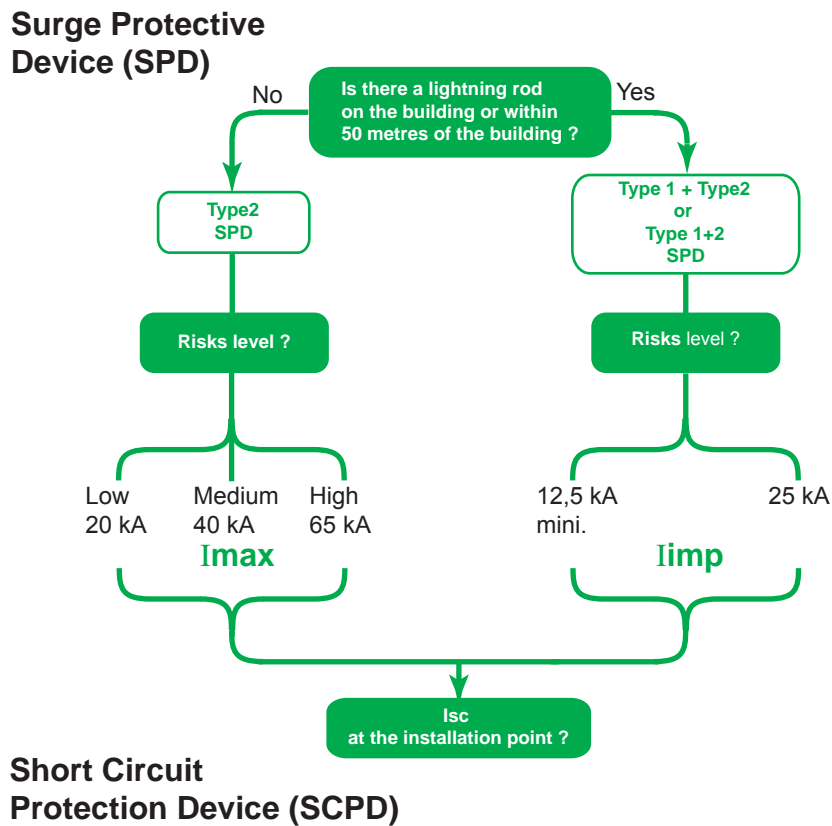 Surge Protective
Device (SPD)
Is there a lightning rod
on the building or within
50 metres of the building ?
No
Yes
Type2
SPD
Type 1 + Type2
or
Type 1+2
SPD
Risks level ?
Risks level ?
Low
20 kA
Medium
40 kA
High
65 kA
Imax
12,5 kA
mini.
25 kA
Iimp
Isc
at the installation point ?
Short Circuit
Protection Device (SCPD)